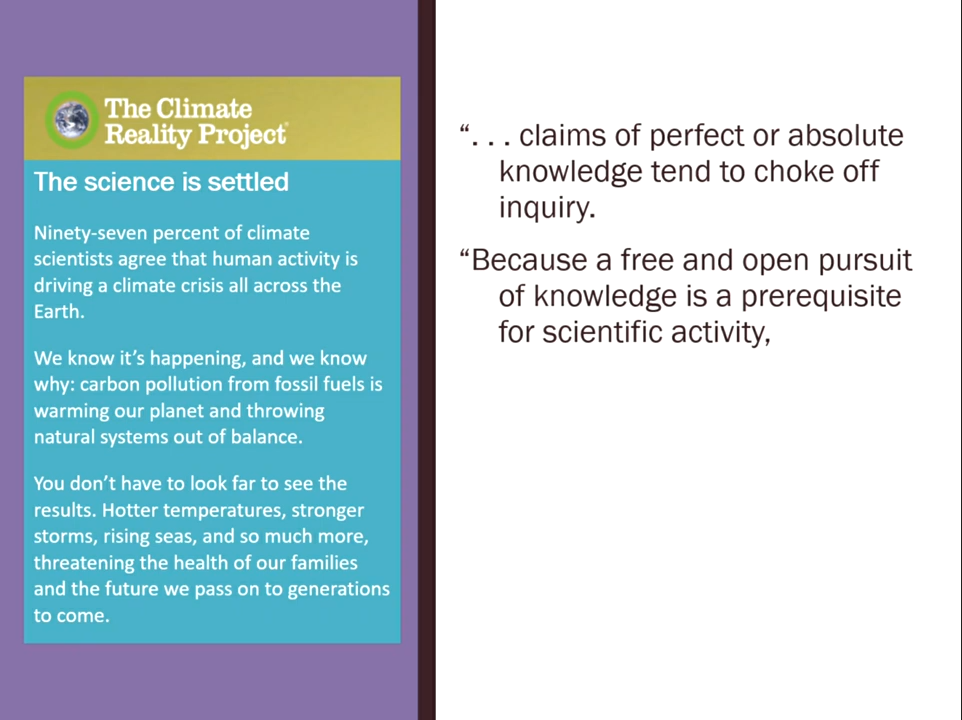 The Climate
Reality Project®
The science is settled
Ninety-seven percent of climate
scientists agree that human activity is
driving a climate crisis all across the
Earth.
We know it’s happening, and we know
why: carbon pollution from fossil fuels is
warming our planet and throwing
natural systems out of balance.
You don’t have to look far to see the
results. Hotter temperatures, stronger
storms, rising seas, and so much more,
threatening the health of our families
and the future we pass on to generations
to come.
“. . . claims of perfect or absolute
knowledge tend to choke off
inquiry.
“Because a free and open pursuit
of knowledge is a prerequisite
for scientific activity,